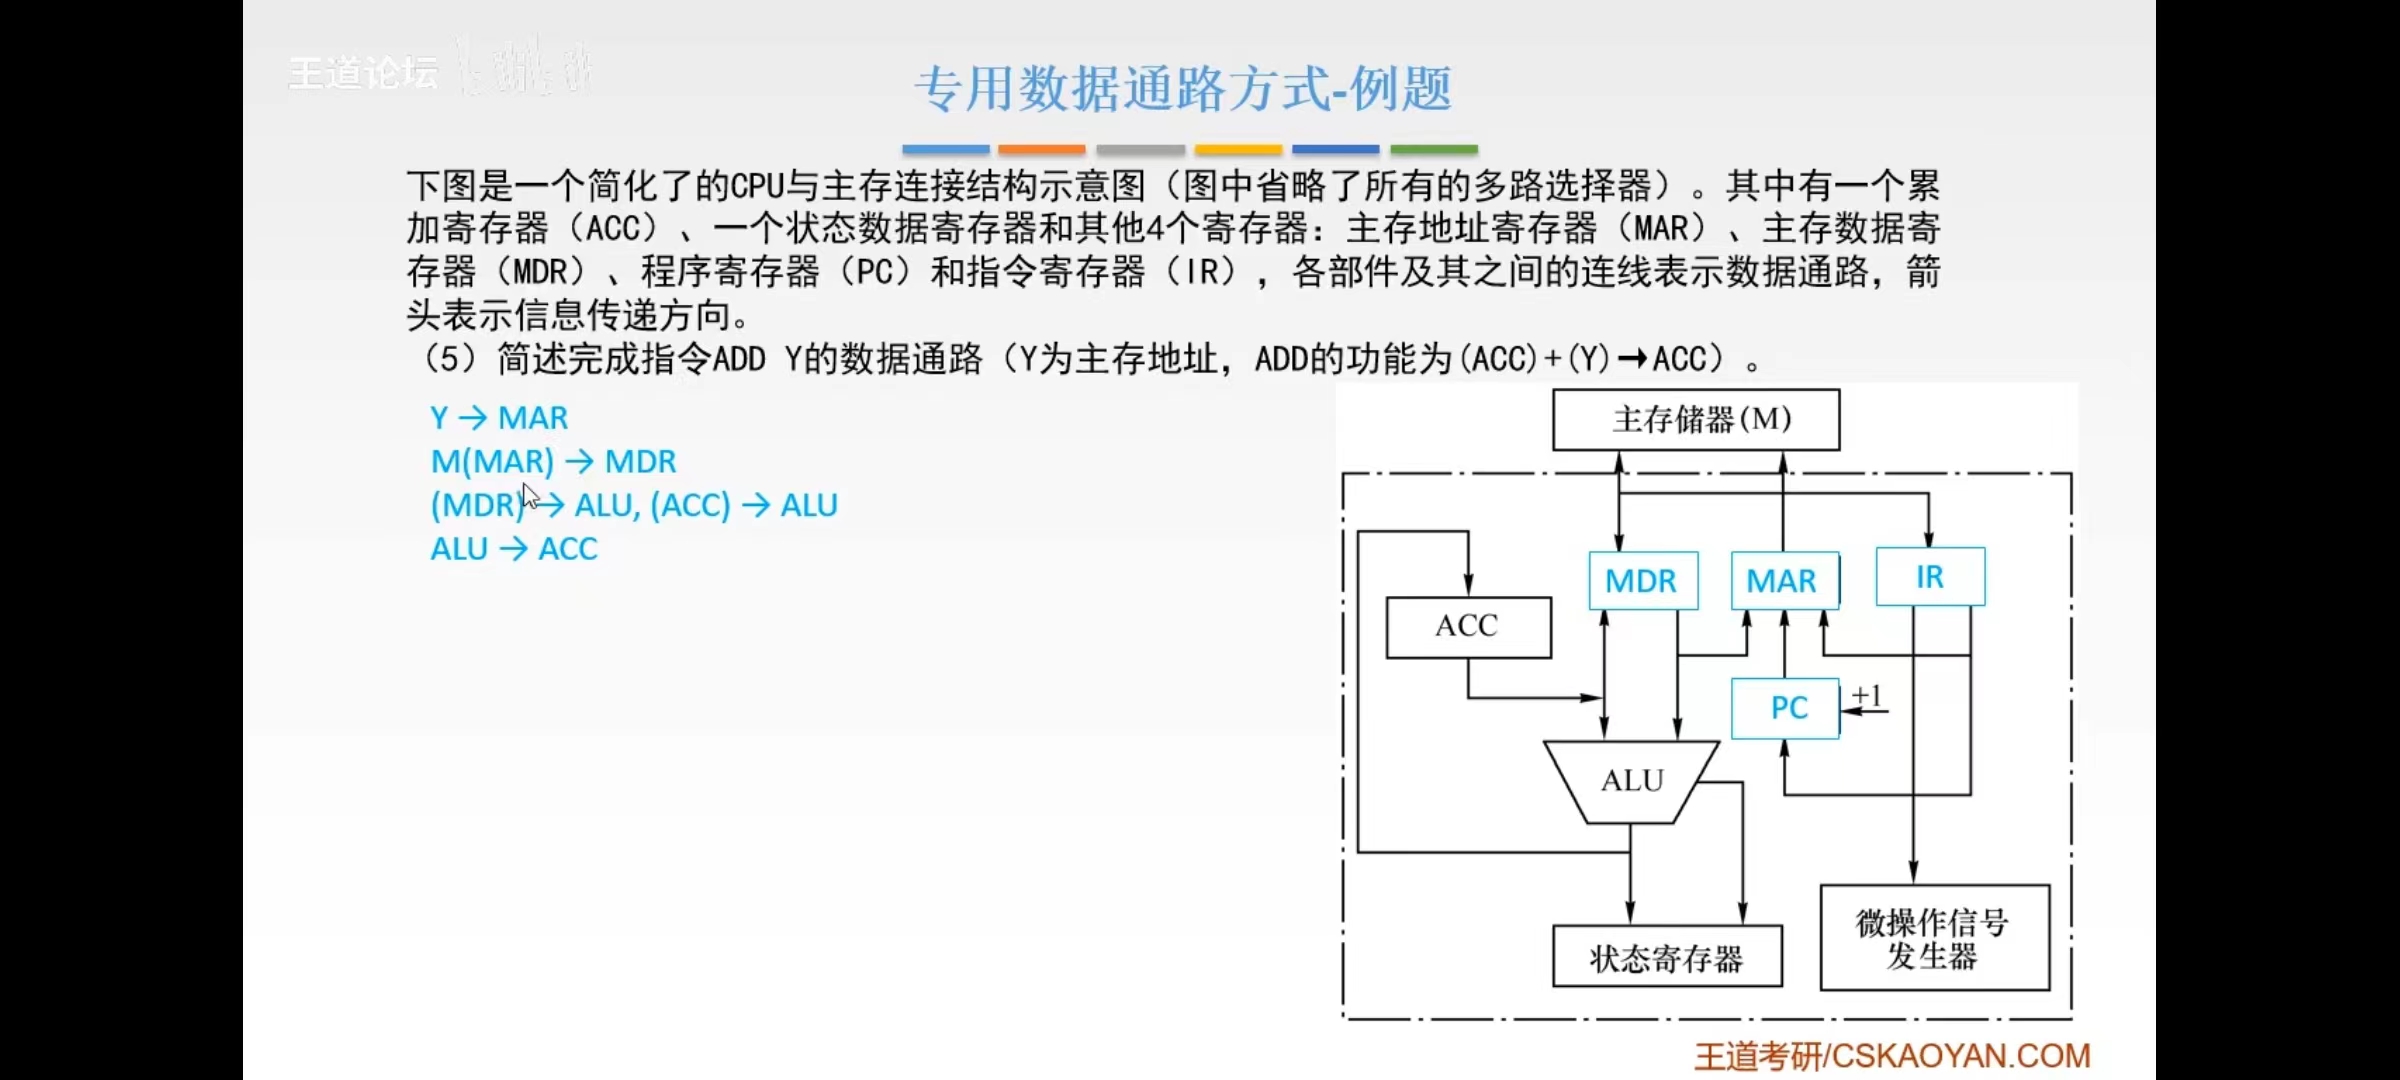 王道论坛
专用数据通路方式-例题
下图是一个简化了的CPU与主存连接结构示意图（图中省略了所有的多路选择器）。其中有一个累
加寄存器（ACC）、一个状态数据寄存器和其他4个寄存器：主存地址寄存器（MAR）、主存数据寄
存器（MDR）、程序寄存器（PC）和指令寄存器（IR），各部件及其之间的连线表示数据通路，箭
头表示信息传递方向。
（5）简述完成指令ADD Y的数据通路（Y为主存地址，ADD的功能为(ACC)+(Y)→ACC）。
Y → MAR
M(MAR) → MDR
(MDR) → ALU, (ACC) → ALU
ALU → ACC
主存储器(M)
MDR
MAR
IR
ACC
PC
+1
ALU
状态寄存器
微操作信号
发生器
王道考研/CSKAOYAN.COM